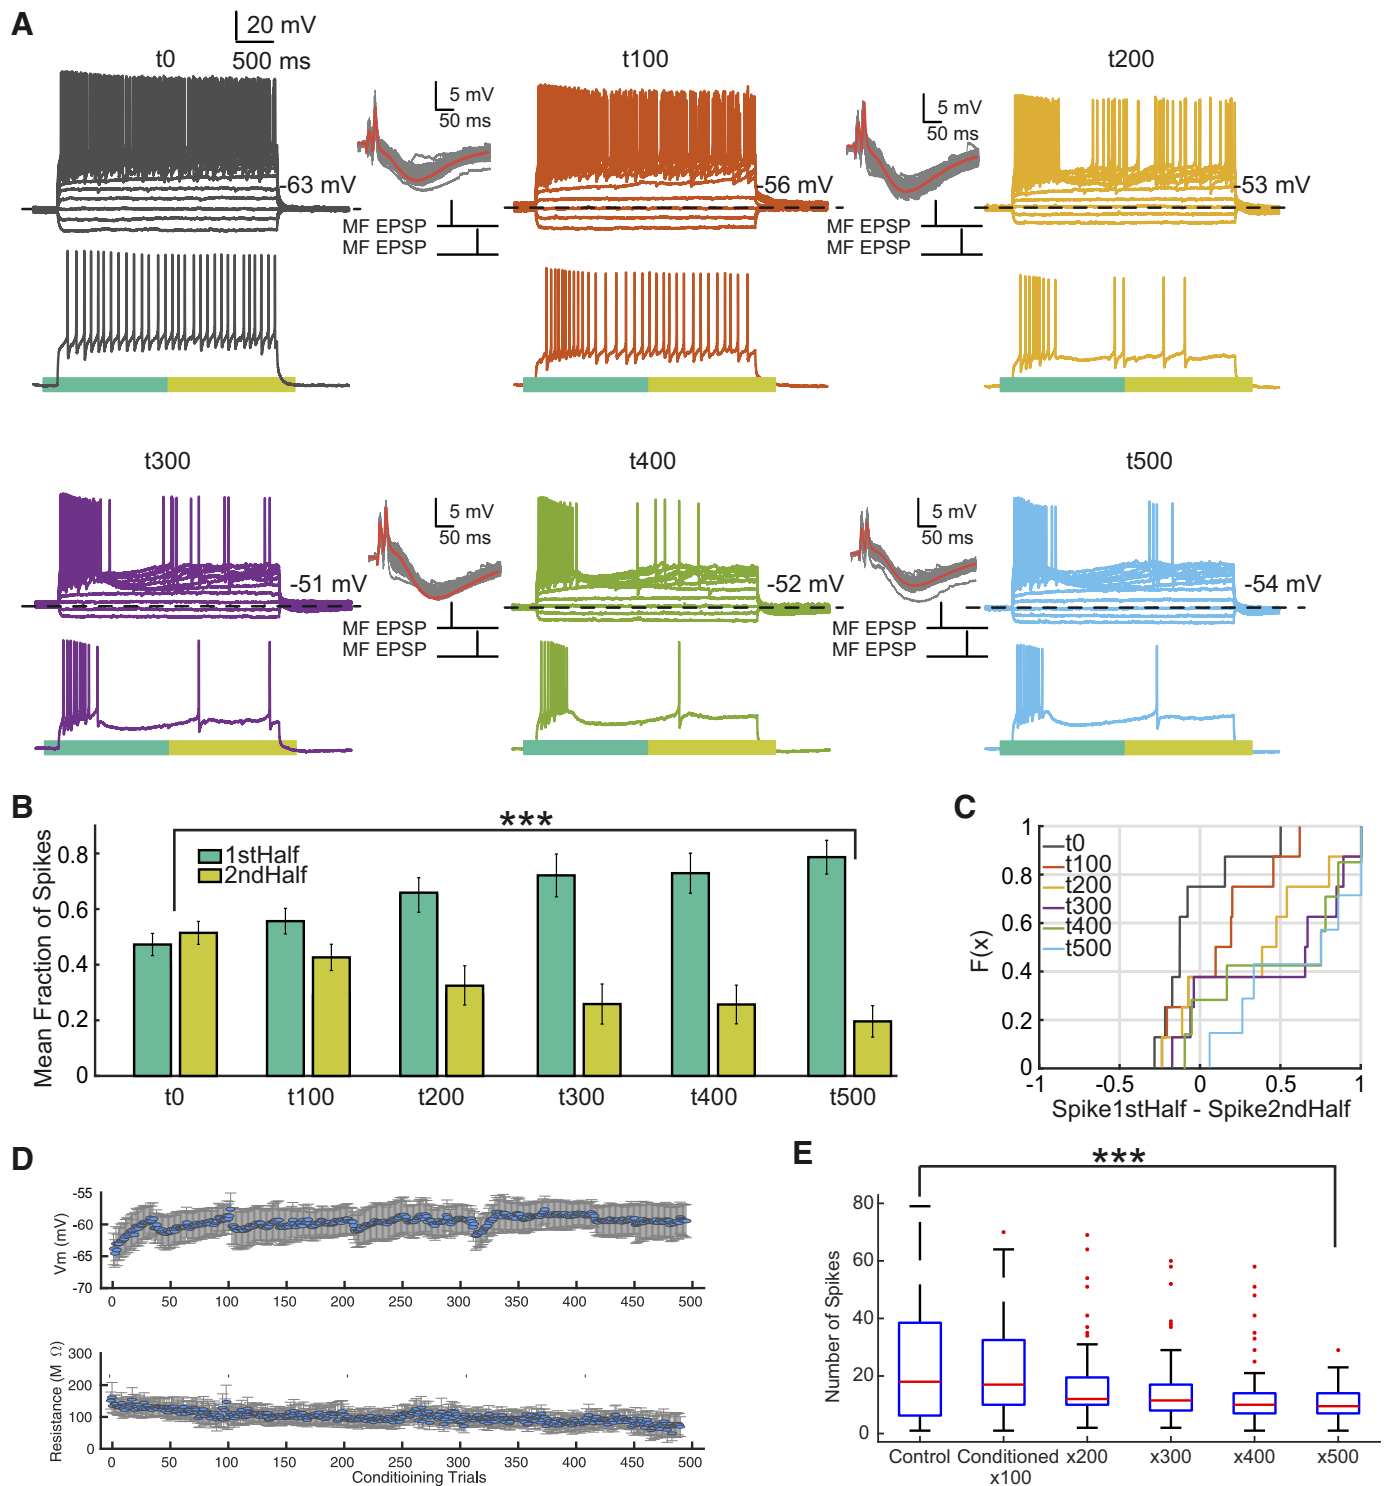 A
20 mV
500 ms
t0
-63 mV
5 mV
50 ms
MF EPSP
MF EPSP
t100
-56 mV
5 mV
50 ms
MF EPSP
MF EPSP
t200
-53 mV
t300
-51 mV
5 mV
50 ms
MF EPSP
MF EPSP
t400
-52 mV
5 mV
50 ms
MF EPSP
MF EPSP
t500
-54 mV
B
***
Mean Fraction of Spikes
0.8
0.6
0.4
0.2
0
1stHalf
2ndHalf
t0 t100 t200 t300 t400 t500
C
F(x)
1
0.8
0.6
0.4
0.2
0
t0
t100
t200
t300
t400
t500
-1 -0.5 0 0.5 1
Spike1stHalf - Spike2ndHalf
D
Vm (mV)
-55
-60
-65
-70
0 50 100 150 200 250 300 350 400 450 500
Resistance (M Ω)
300
200
100
0
0 50 100 150 200 250 300 350 400 450 500
Conditioining Trials
E
***
Number of Spikes
80
60
40
20
0
Control Conditioned x200 x300 x400 x500
x100